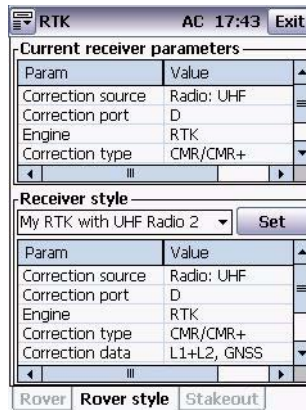 RTK AC 17:43 Exit
Current receiver parameters
Param Value
Correction source Radio: UHF
Correction port D
Engine RTK
Correction type CMR/CMR+
Receiver style
My RTK with UHF Radio 2 Set
Param Value
Correction source Radio: UHF
Correction port D
Engine RTK
Correction type CMR/CMR+
Correction data L1+L2, GNSS
Rover Rover style Stakeout